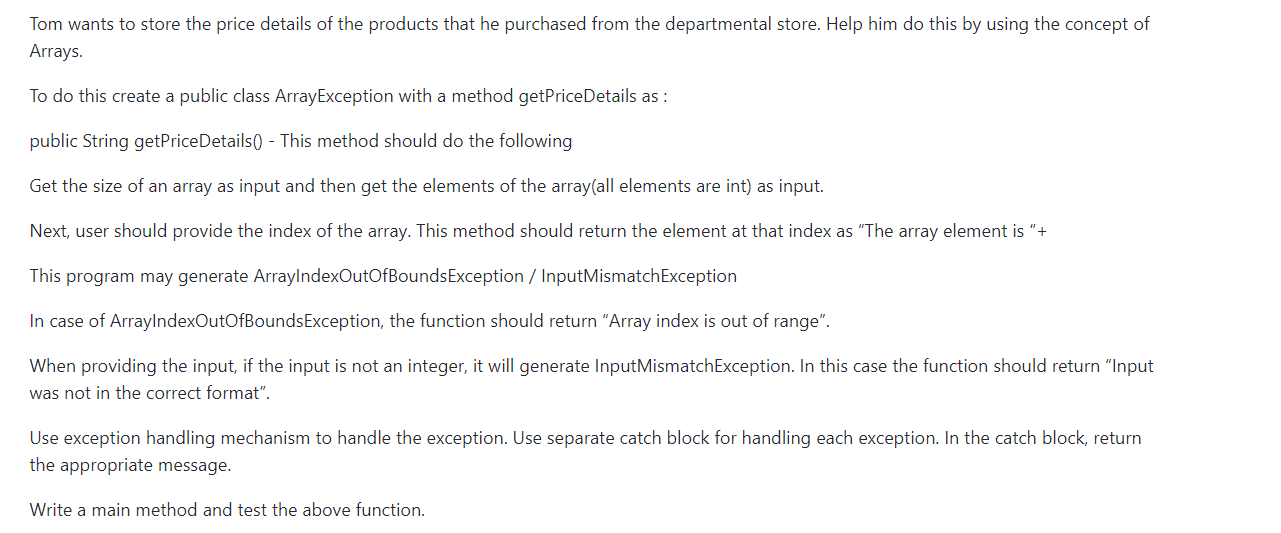 Tom wants to store the price details of the products that he purchased from the departmental store. Help him do this by using the concept of
Arrays.
To do this create a public class ArrayException with a method getPriceDetails as :
public String getPriceDetails() - This method should do the following
Get the size of an array as input and then get the elements of the array(all elements are int) as input.
Next, user should provide the index of the array. This method should return the element at that index as "The array element is "+
This program may generate ArrayIndexOutOfBoundsException / InputMismatchException
In case of ArrayIndexOutOfBoundsException, the function should return "Array index is out of range".
When providing the input, if the input is not an integer, it will generate InputMismatchException. In this case the function should return "Input
was not in the correct format".
Use exception handling mechanism to handle the exception. Use separate catch block for handling each exception. In the catch block, return
the appropriate message.
Write a main method and test the above function.